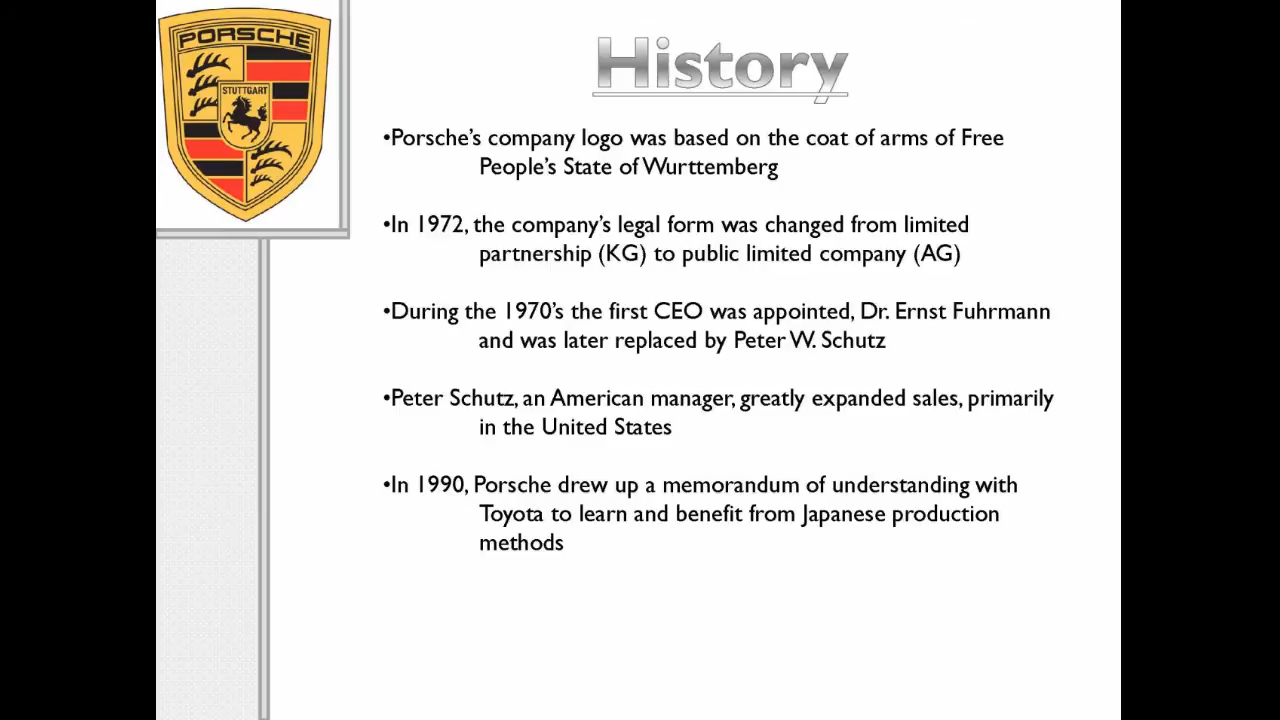 PORSCHE
STUTTGART
History
•Porsche's company logo was based on the coat of arms of Free
People's State of Wurttemberg
•In 1972, the company's legal form was changed from limited
partnership (KG) to public limited company (AG)
•During the 1970's the first CEO was appointed, Dr. Ernst Fuhrmann
and was later replaced by Peter W. Schutz
•Peter Schutz, an American manager, greatly expanded sales, primarily
in the United States
•In 1990, Porsche drew up a memorandum of understanding with
Toyota to learn and benefit from Japanese production
methods